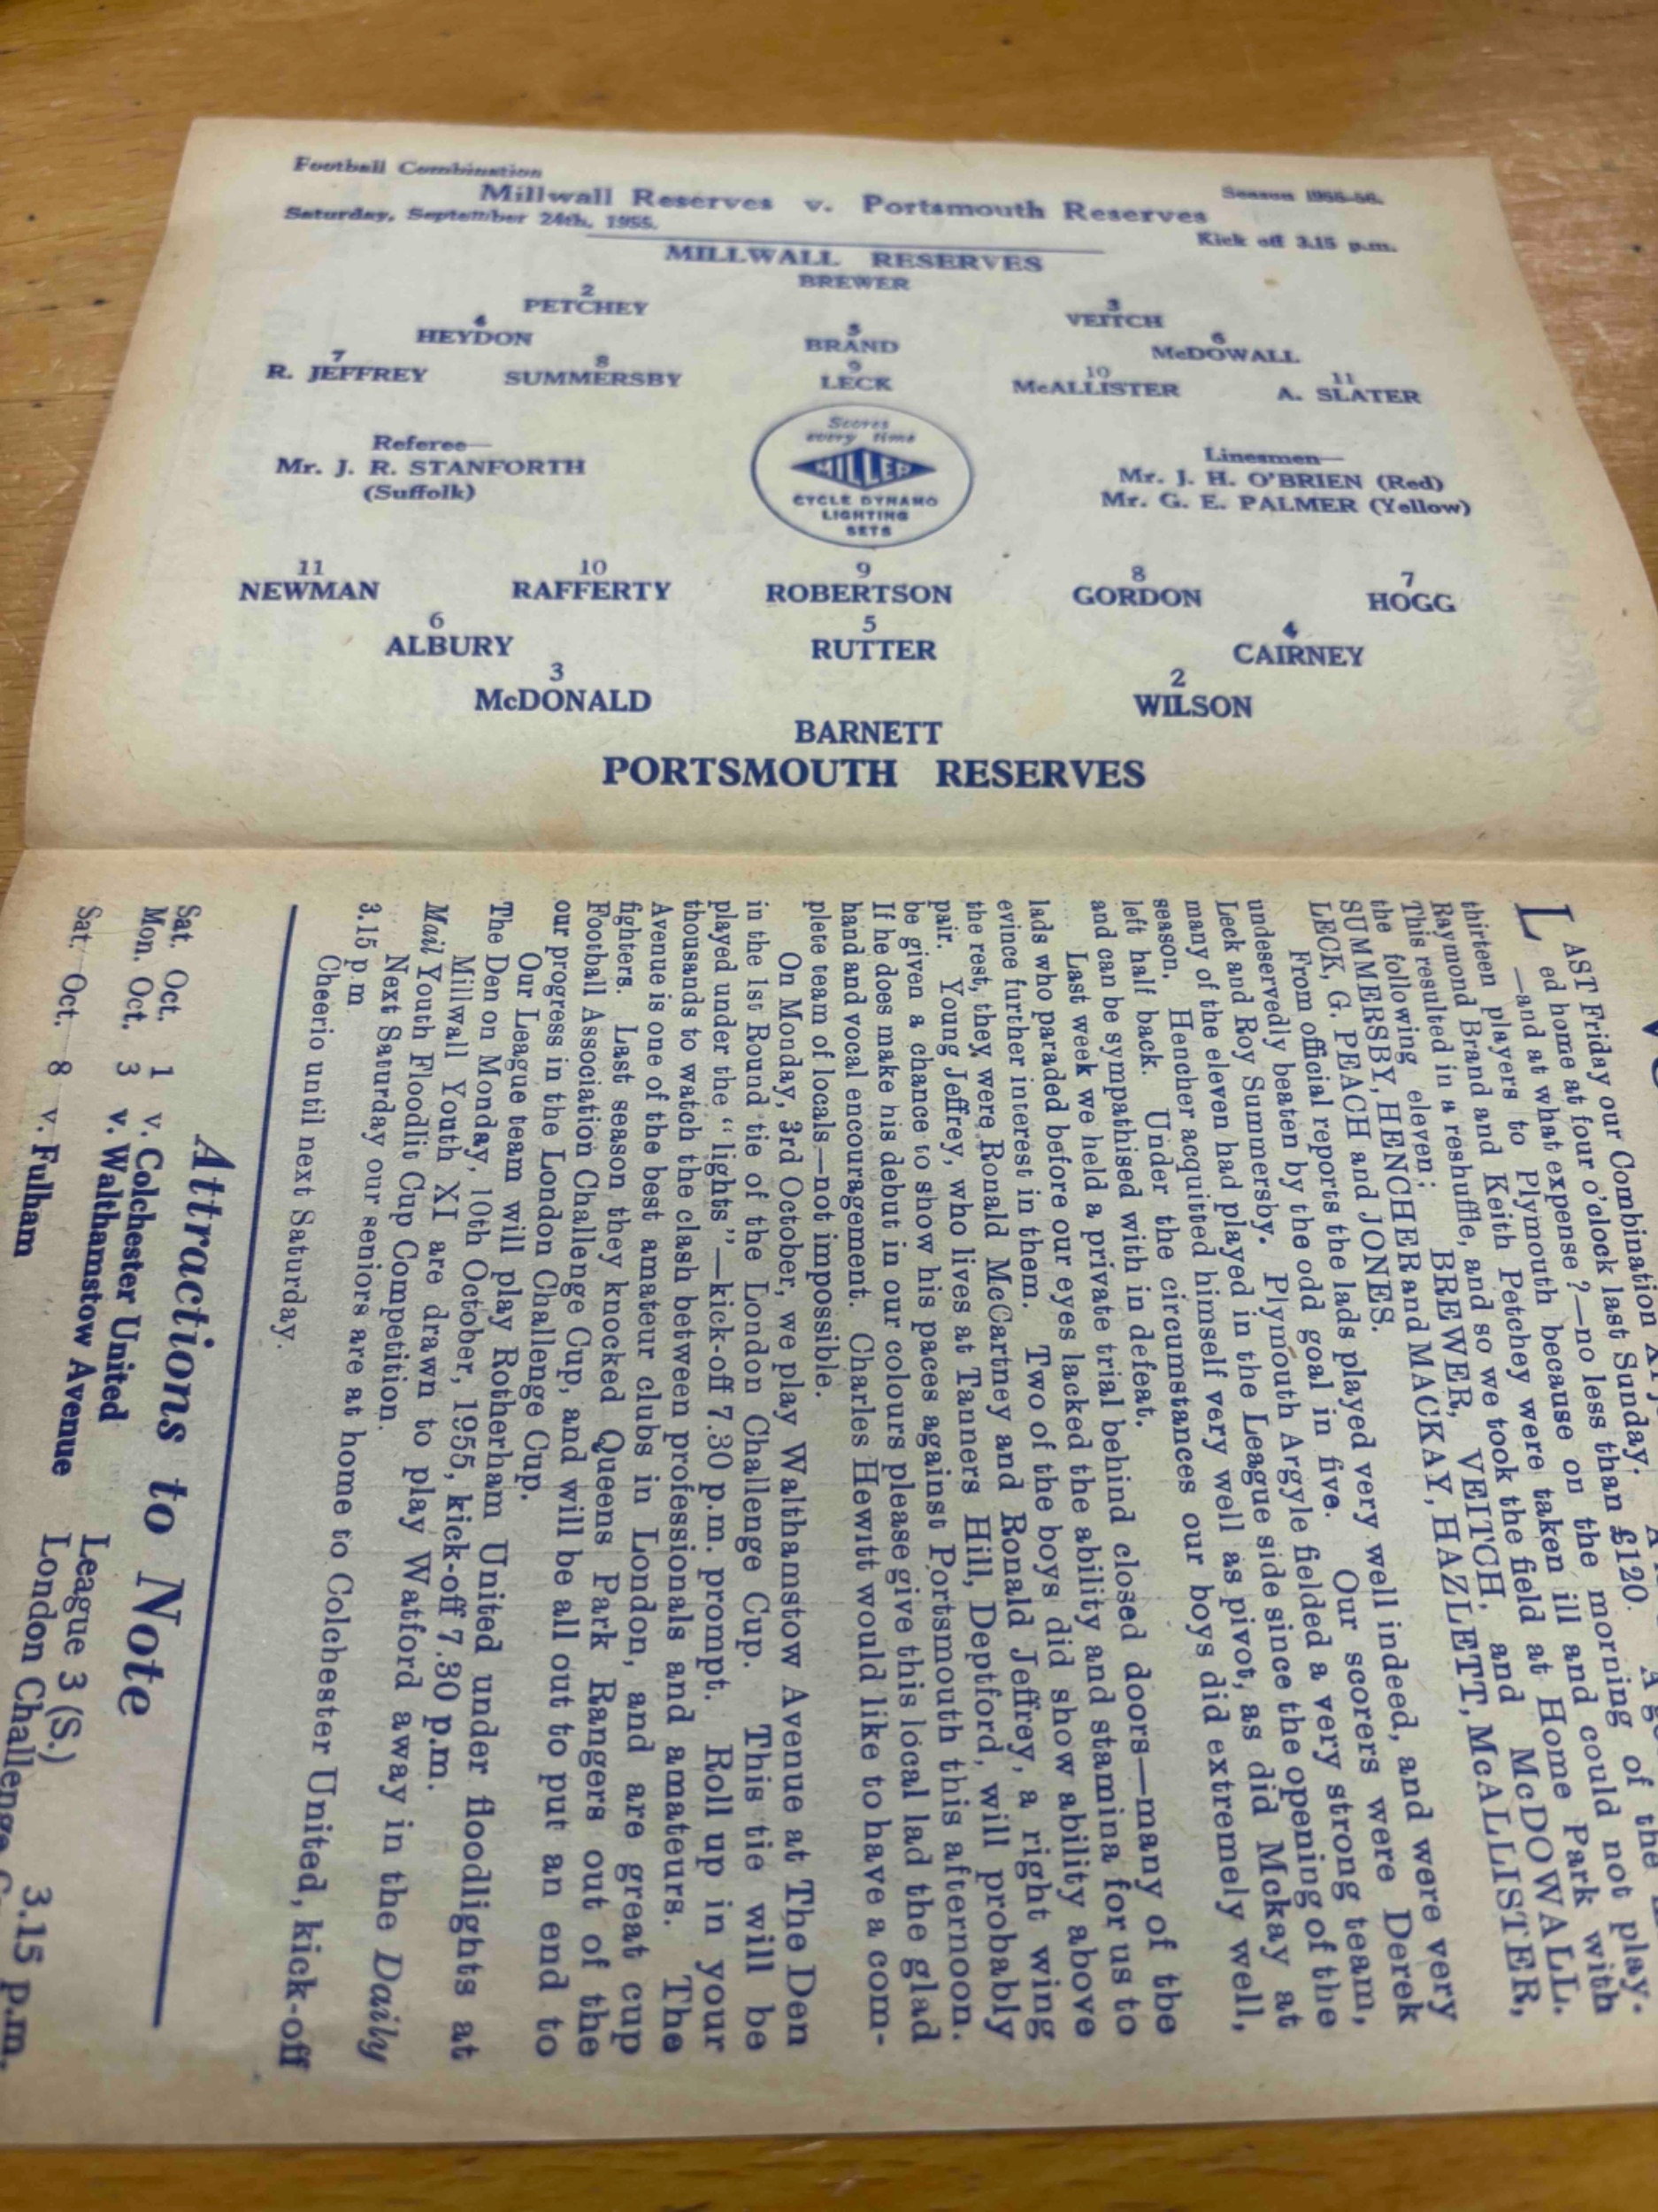 Football Combination
Season 1955-56.
Millwall Reserves v. Portsmouth Reserves
Saturday, September 24th, 1955.
Kick off 3.15 p.m.
MILLWALL RESERVES
BREWER
2 3
PETCHEY VEITCH
4 5 6
HEYDON BRAND McDOWALL
7 8 9 10 11
R. JEFFREY SUMMERSBY LECK McALLISTER A. SLATER
Referee—
Mr. J. R. STANFORTH
(Suffolk)
Scores
every time
MILLER
CYCLE DYNAMO
LIGHTING
SETS
Linesmen—
Mr. J. H. O'BRIEN (Red)
Mr. G. E. PALMER (Yellow)
11 10 9 8 7
NEWMAN RAFFERTY ROBERTSON GORDON HOGG
6 5 4
ALBURY RUTTER CAIRNEY
3 2
McDONALD WILSON
BARNETT
PORTSMOUTH RESERVES
LAST Friday our Combination
ed home at four o'clock last Sunday.
—and at what expense ?—no less than £120.
thirteen players to Plymouth because on the morning of the
Raymond Brand and Keith Petchey were taken ill and could not play.
This resulted in a reshuffle, and so we took the field at Home Park with
the following eleven; BREWER, VEITCH, and McDOWALL.
SUMMERSBY, HENCHER and MACKAY, HAZLETT, McALLISTER,
LECK, G. PEACH and JONES.
From official reports the lads played very well indeed, and were very
undeservedly beaten by the odd goal in five. Our scorers were Derek
Leck and Roy Summersby. Plymouth Argyle fielded a very strong team,
many of the eleven had played in the League side since the opening of the
season. Hencher acquitted himself very well as pivot, as did Mckay at
left half back. Under the circumstances our boys did extremely well,
and can be sympathised with in defeat.
Last week we held a private trial behind closed doors—many of the
lads who paraded before our eyes lacked the ability and stamina for us to
evince further interest in them. Two of the boys did show ability above
the rest, they were Ronald McCartney and Ronald Jeffrey, a right wing
pair. Young Jeffrey, who lives at Tanners Hill, Deptford, will probably
be given a chance to show his paces against Portsmouth this afternoon.
If he does make his debut in our colours please give this local lad the glad
hand and vocal encouragement. Charles Hewitt would like to have a com-
plete team of locals—not impossible.
On Monday, 3rd October, we play Walthamstow Avenue at The Den
in the 1st Round tie of the London Challenge Cup. This tie will be
played under the "lights"—kick-off 7.30 p.m. prompt. Roll up in your
thousands to watch the clash between professionals and amateurs. The
Avenue is one of the best amateur clubs in London, and are great cup
fighters. Last season they knocked Queens Park Rangers out of the
Football Association Challenge Cup, and will be all out to put an end to
our progress in the London Challenge Cup.
Our League team will play Rotherham United under floodlights at
The Den on Monday, 10th October, 1955, kick-off 7.30 p.m.
Millwall Youth XI are drawn to play Watford away in the Daily
Mail Youth Floodlit Cup Competition.
Next Saturday our seniors are at home to Colchester United, kick-off
3.15 p.m
Cheerio until next Saturday.
Attractions to Note
Sat. Oct. 1 v. Colchester United League 3 (S.) 3.15 p.m.
Mon. Oct. 3 v. Walthamstow Avenue London Challenge
Sat. Oct. 8 v. Fulham